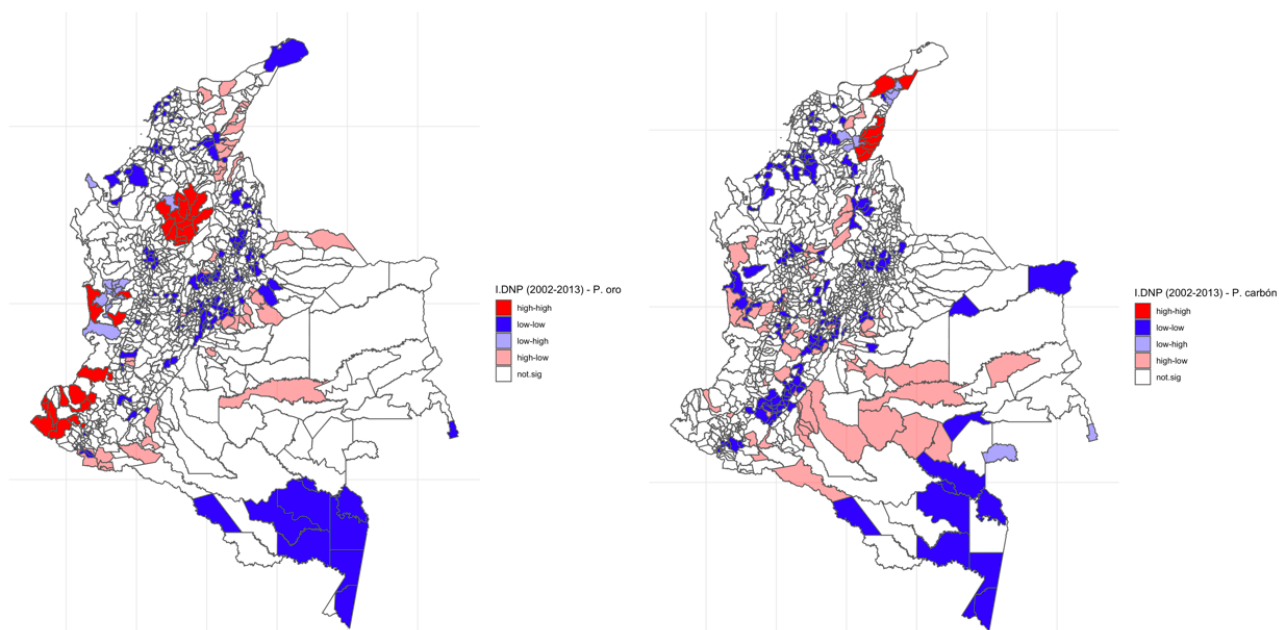 I.DNP (2002-2013) - P. oro
high-high
low-low
low-high
high-low
not.sig
I.DNP (2002-2013) - P. carbón
high-high
low-low
low-high
high-low
not.sig